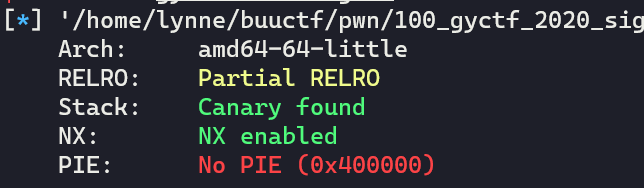 [*] '/home/lynne/buuctf/pwn/100_gyctf_2020_sig
Arch: amd64-64-little
RELRO: Partial RELRO
Stack: Canary found
NX: NX enabled
PIE: No PIE (0x400000)